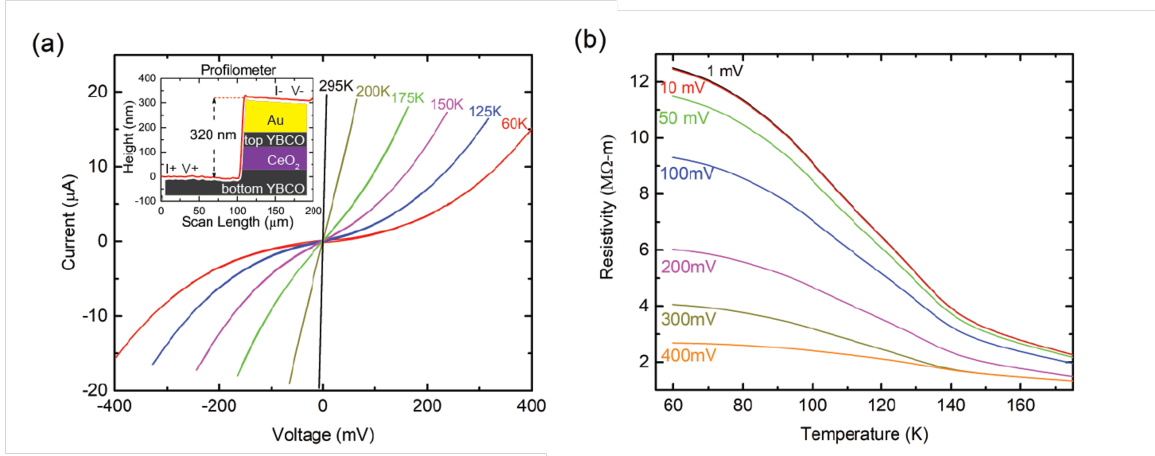 (a)
Profilometer
Height (nm)
400
300
200
100
0
-100
320 nm
I- V-
Au
top YBCO
CeO₂
bottom YBCO
I+ V+
0 50 100 150 200
Scan Length (μm)
295K
200K
175K
150K
125K
60K
Current (μA)
20
10
0
-10
-20
-400 -200 0 200 400
Voltage (mV)
(b)
Resistivity (MΩ-m)
12
10
8
6
4
2
1 mV
10 mV
50 mV
100mV
200mV
300mV
400mV
60 80 100 120 140 160
Temperature (K)